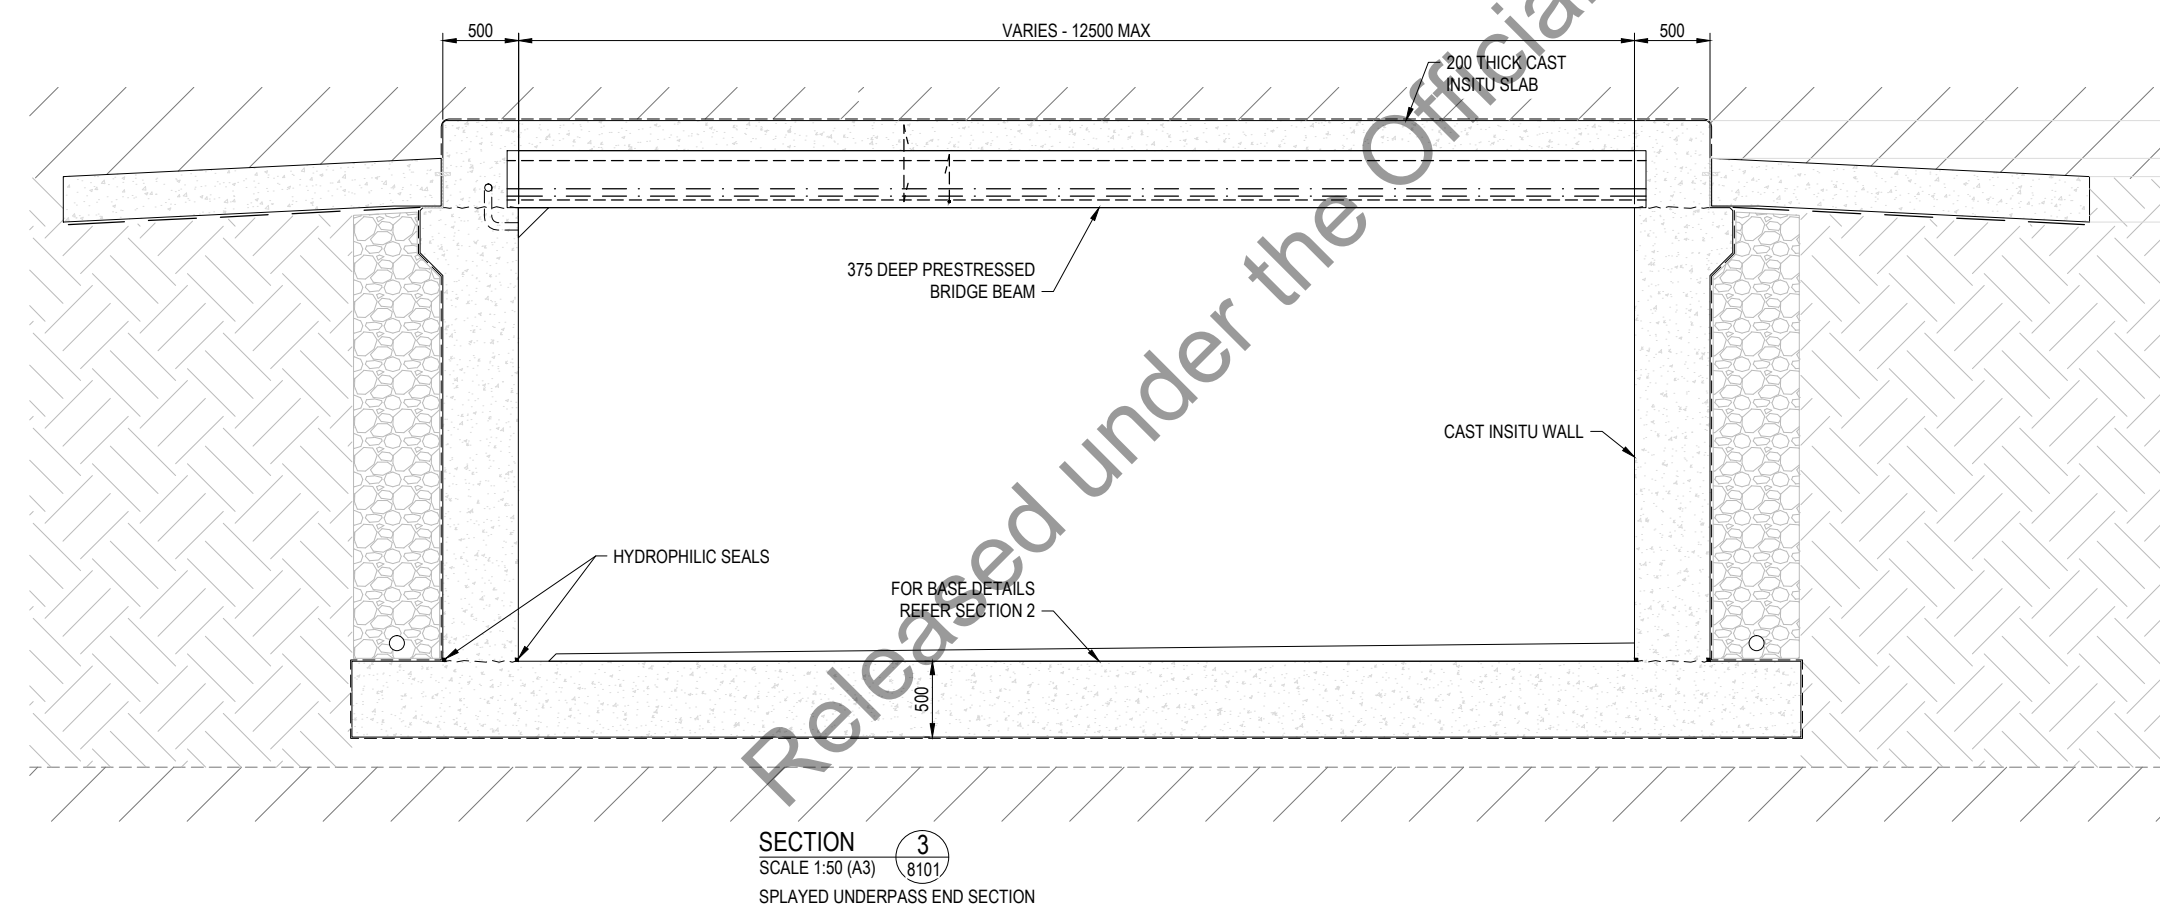 500
VARIES - 12500 MAX
500
200 THICK CAST
INSITU SLAB
375 DEEP PRESTRESSED
BRIDGE BEAM
CAST INSITU WALL
HYDROPHILIC SEALS
FOR BASE DETAILS
REFER SECTION 2
500
Released under the Official
SECTION
3
SCALE 1:50 (A3)
8101
SPLAYED UNDERPASS END SECTION